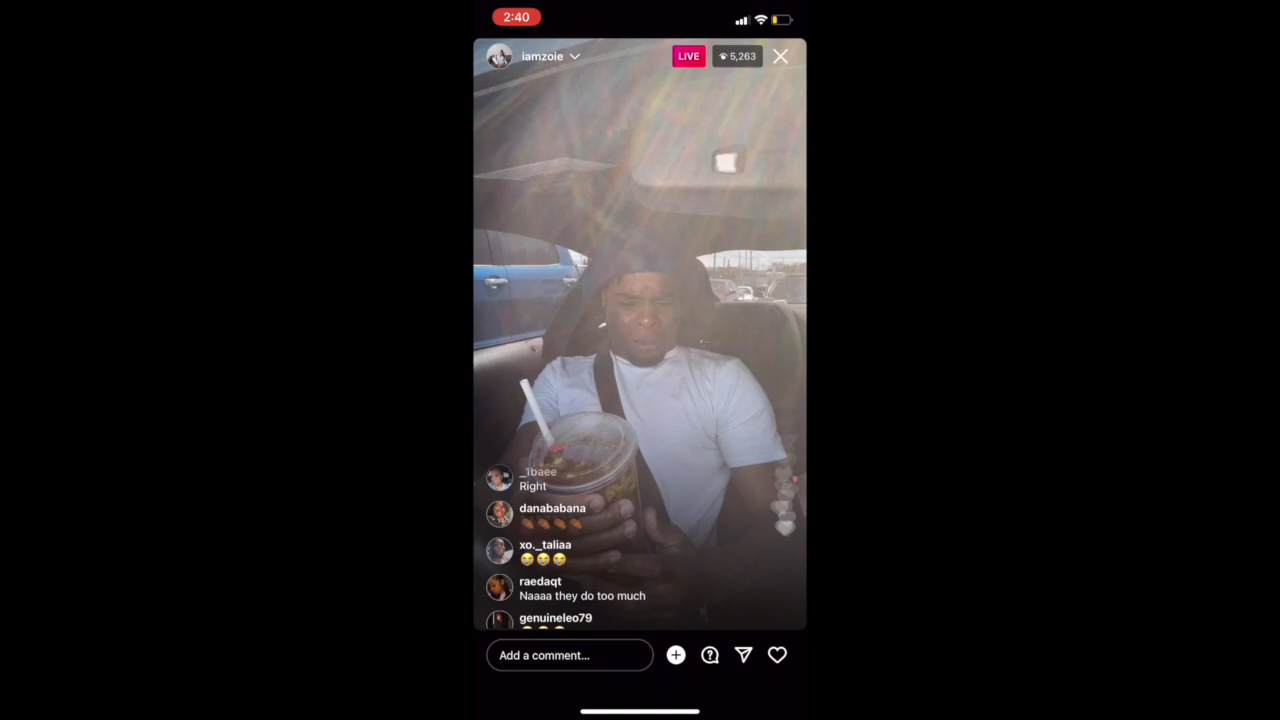 2:40
iamzoie
LIVE
5,263
_1baee
Right
danababana
👏🏾👏🏾👏🏾👏🏾
xo._taliaa
😭😭😭
raedaqt
Naaaa they do too much
genuineleo79
Add a comment...